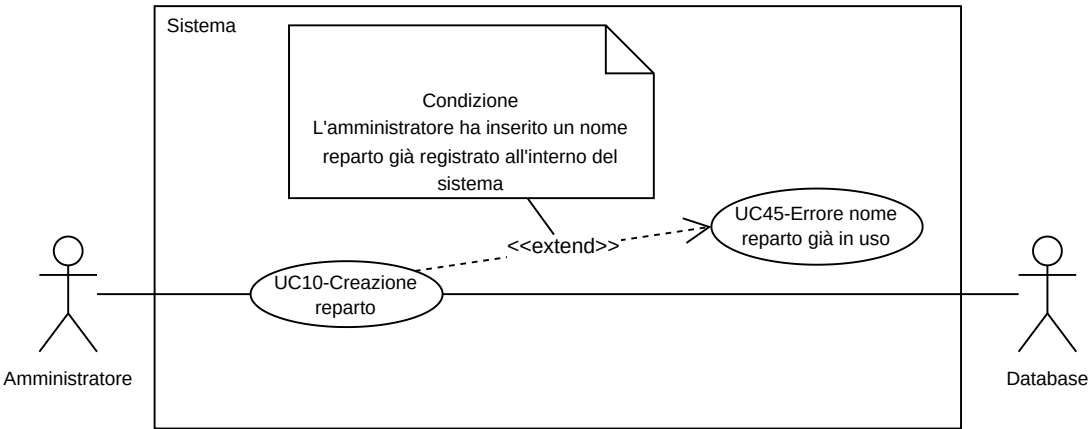 Sistema
Condizione
L'amministratore ha inserito un nome
reparto già registrato all'interno del
sistema
UC45-Errore nome
reparto già in uso
<<extend>>
UC10-Creazione
reparto
Amministratore
Database